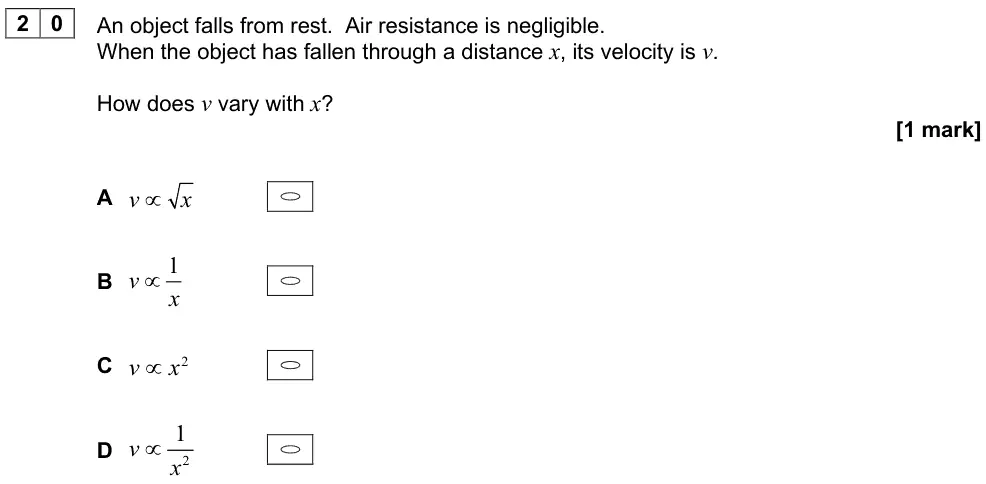 2 0 An object falls from rest. Air resistance is negligible.
When the object has fallen through a distance x, its velocity is v.
How does v vary with x?
[1 mark]
A v ∝ √x
B v ∝ 1/x
C v ∝ x²
D v ∝ 1/x²